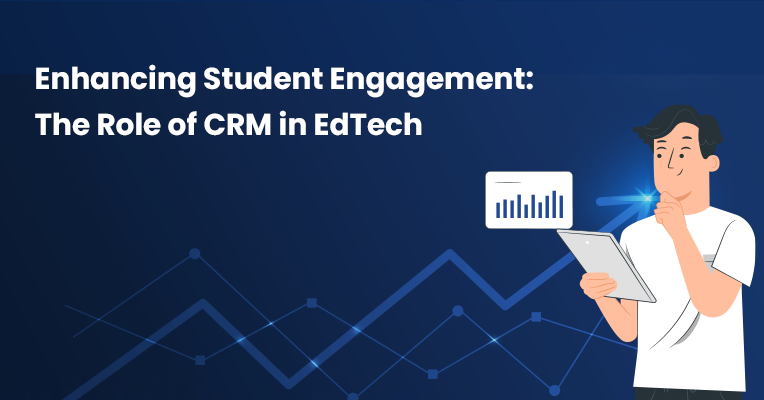 Enhancing Student Engagement:
The Role of CRM in EdTech